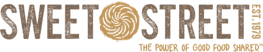 SWEET STREET
EST. 1979
THE POWER OF GOOD FOOD SHARED™